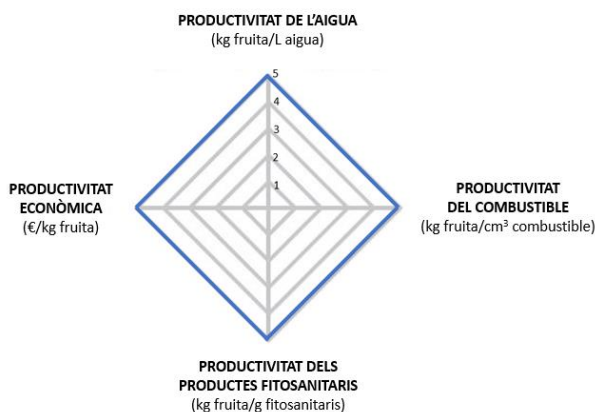 PRODUCTIVITAT DE L'AIGUA
(kg fruita/L aigua)
5
4
3
2
1
PRODUCTIVITAT
ECONÒMICA
(€/kg fruita)
PRODUCTIVITAT
DEL COMBUSTIBLE
(kg fruita/cm³ combustible)
PRODUCTIVITAT DELS
PRODUCTES FITOSANITARIS
(kg fruita/g fitosanitaris)